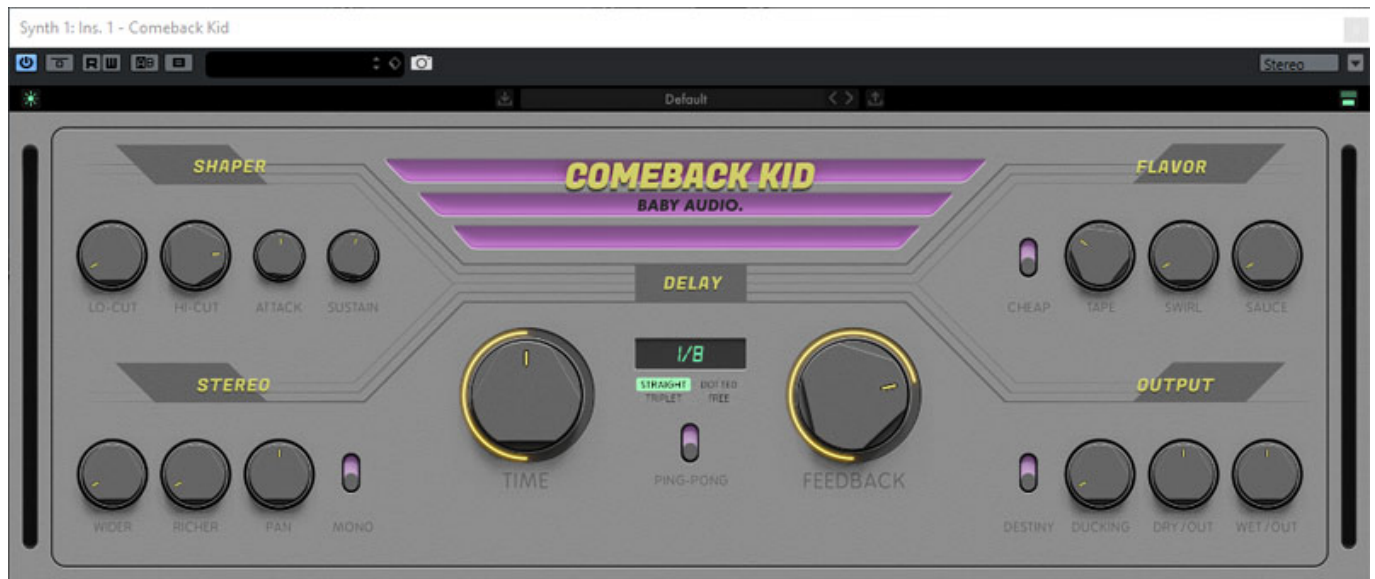 Synth 1: Ins. 1 - Comeback Kid
R W
Stereo
Default
SHAPER
COMEBACK KID
BABY AUDIO.
FLAVOR
LO-CUT HI-CUT ATTACK SUSTAIN
DELAY
CHEAP TAPE SWIRL SAUCE
1/8
STRAIGHT DOTTED
TRIPLET FREE
STEREO
OUTPUT
TIME
PING-PONG
FEEDBACK
WIDER RICHER PAN MONO
DESTINY DUCKING DRY/OUT WET/OUT